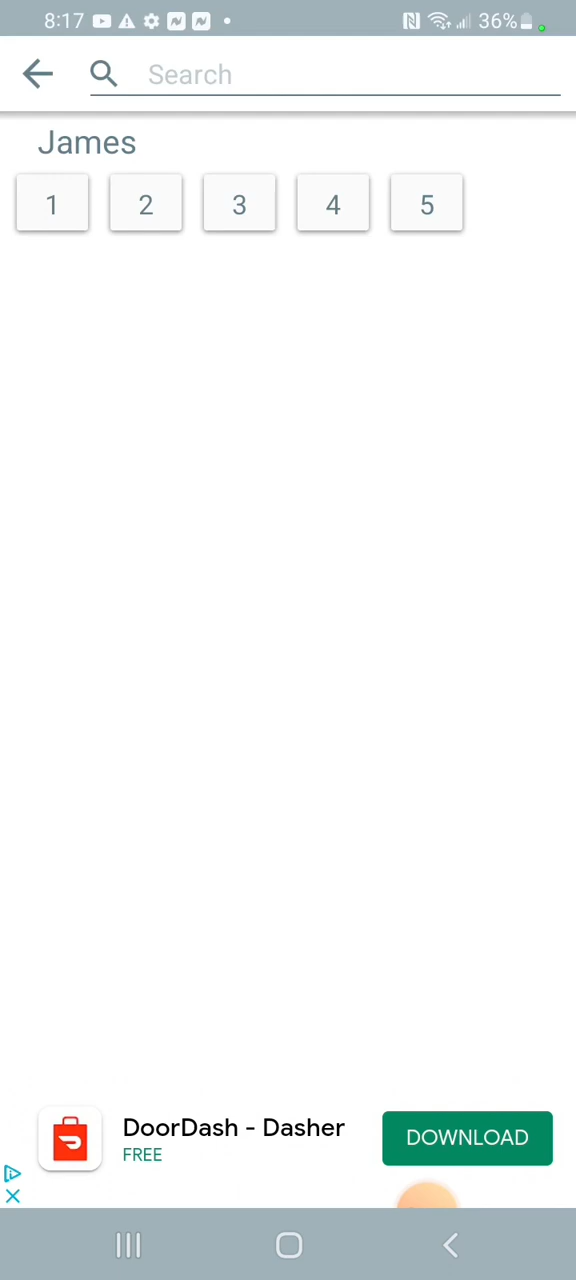 8:17 36%
Search
James
1 2 3 4 5
DoorDash - Dasher
FREE
DOWNLOAD